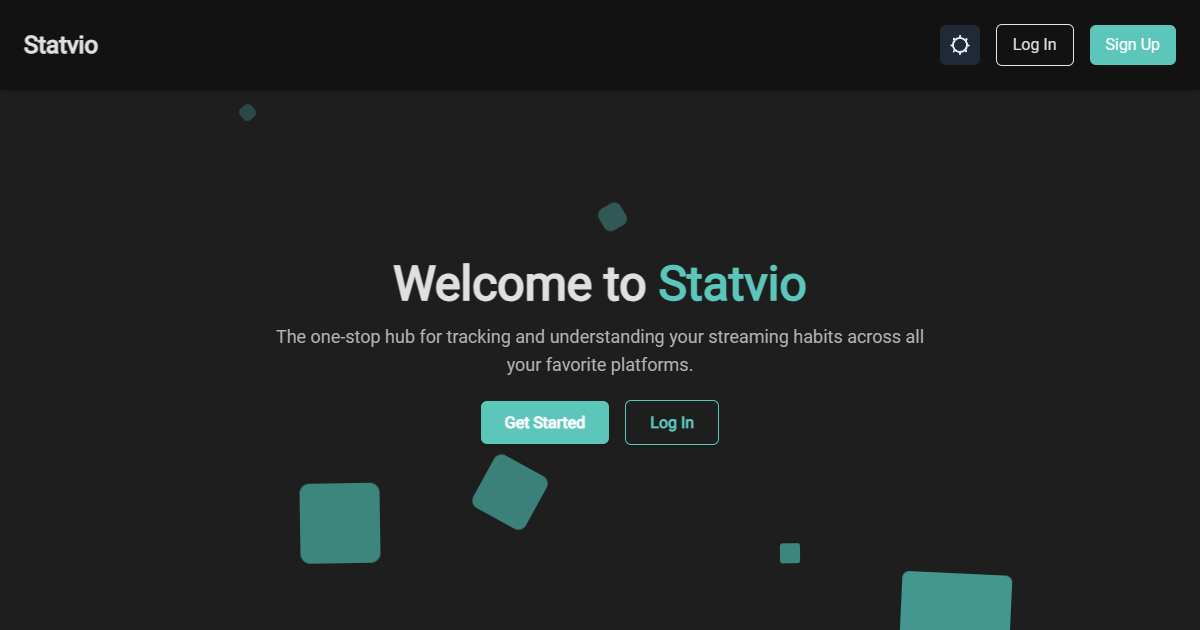 Statvio
Log In
Sign Up
Welcome to Statvio
The one-stop hub for tracking and understanding your streaming habits across all
your favorite platforms.
Get Started
Log In